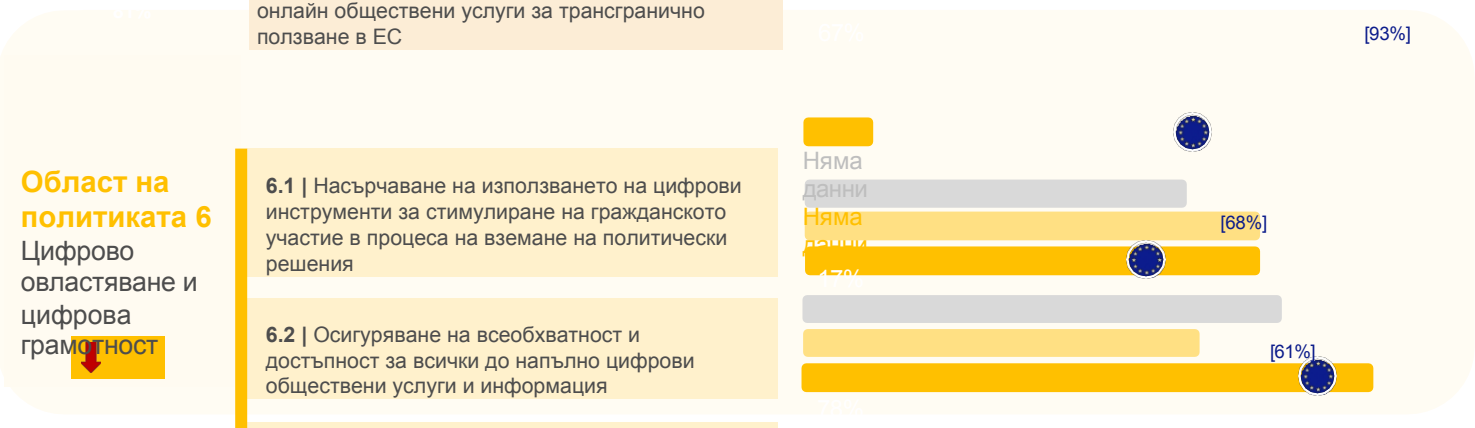 онлайн обществени услуги за трансгранично
ползване в ЕС
[93%]
Област на
политиката 6
Цифрово
овластяване и
цифрова
грамотност
6.1 | Насърчаване на използването на цифрови
инструменти за стимулиране на гражданското
участие в процеса на вземане на политически
решения
6.2 | Осигуряване на всеобхватност и
достъпност за всички до напълно цифрови
обществени услуги и информация
Няма
данни
Няма
данни
17%
[68%]
[61%]